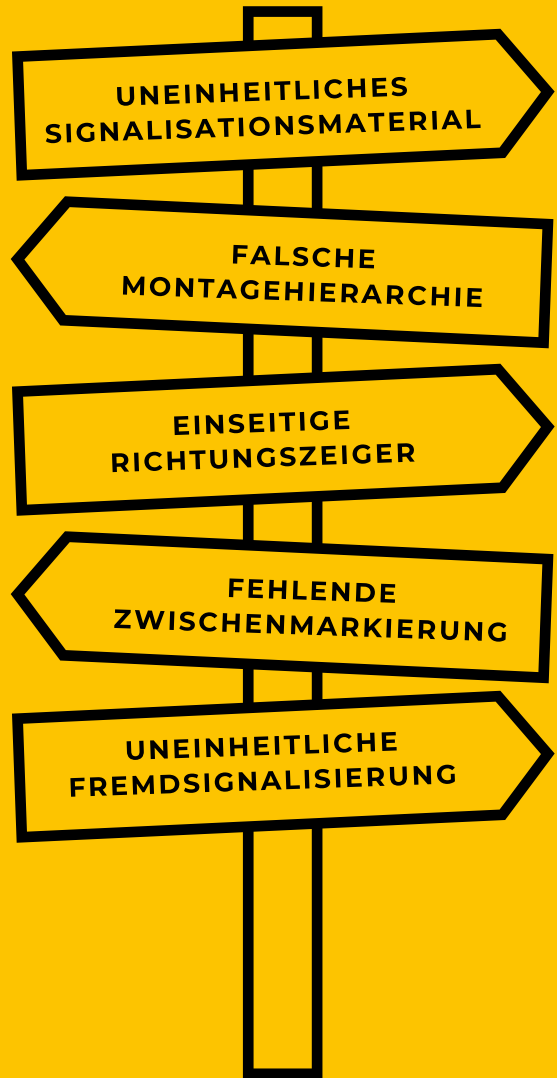 UNEINHEITLICHES
SIGNALISATIONSMATERIAL
FALSCHE
MONTAGEHIERARCHIE
EINSEITIGE
RICHTUNGSZEIGER
FEHLENDE
ZWISCHENMARKIERUNG
UNEINHEITLICHE
FREMDSIGNALISIERUNG